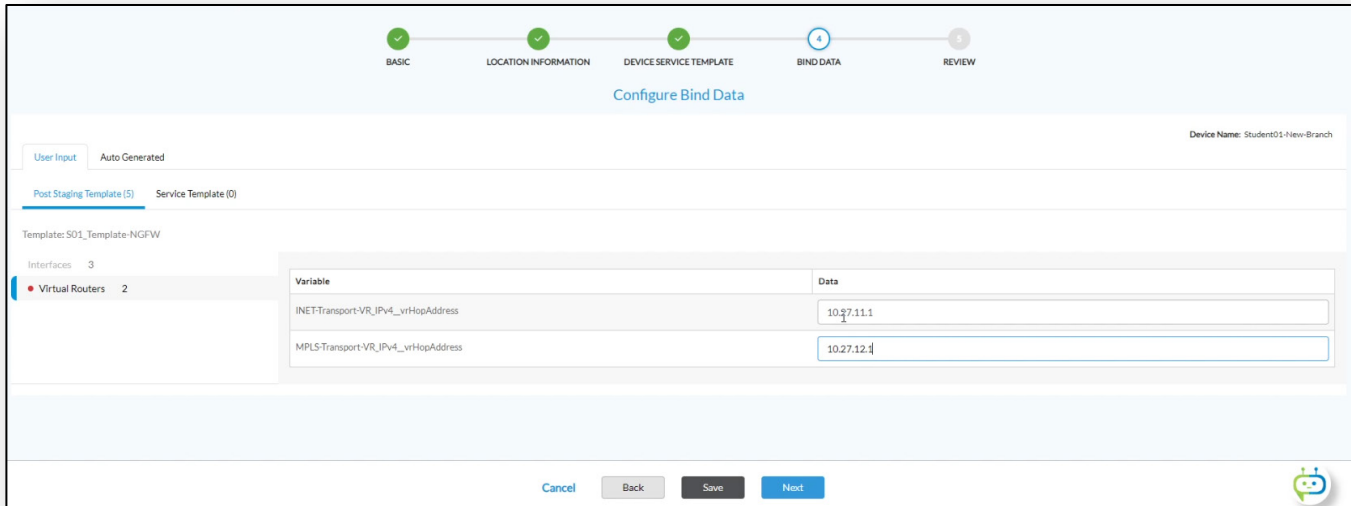 4
5
BASIC LOCATION INFORMATION DEVICE SERVICE TEMPLATE BIND DATA REVIEW
Configure Bind Data
Device Name: Student01-New-Branch
User Input Auto Generated
Post Staging Template (5) Service Template (0)
Template: S01_Template-NGFW
Interfaces 3
Virtual Routers 2
Variable Data
INET-Transport-VR_IPv4__vrHopAddress 10.27.11.1
MPLS-Transport-VR_IPv4__vrHopAddress 10.27.12.1
Cancel Back Save Next